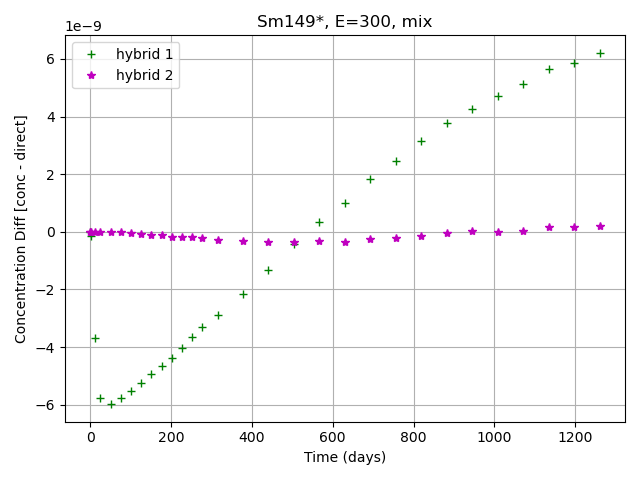 Sm149*, E=300, mix
1e−9
hybrid 1
hybrid 2
6
4
2
0
−2
−4
−6
Concentration Diff [conc - direct]
0
200
400
600
800
1000
1200
Time (days)